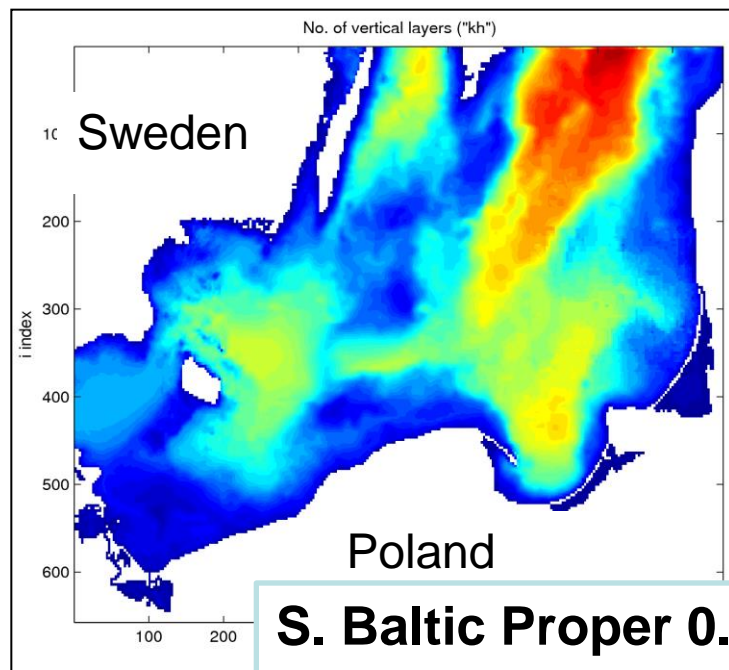 No. of vertical layers ("kh")
Sweden
200
300
i index
400
500
600
Poland
100 200
S. Baltic Proper 0.